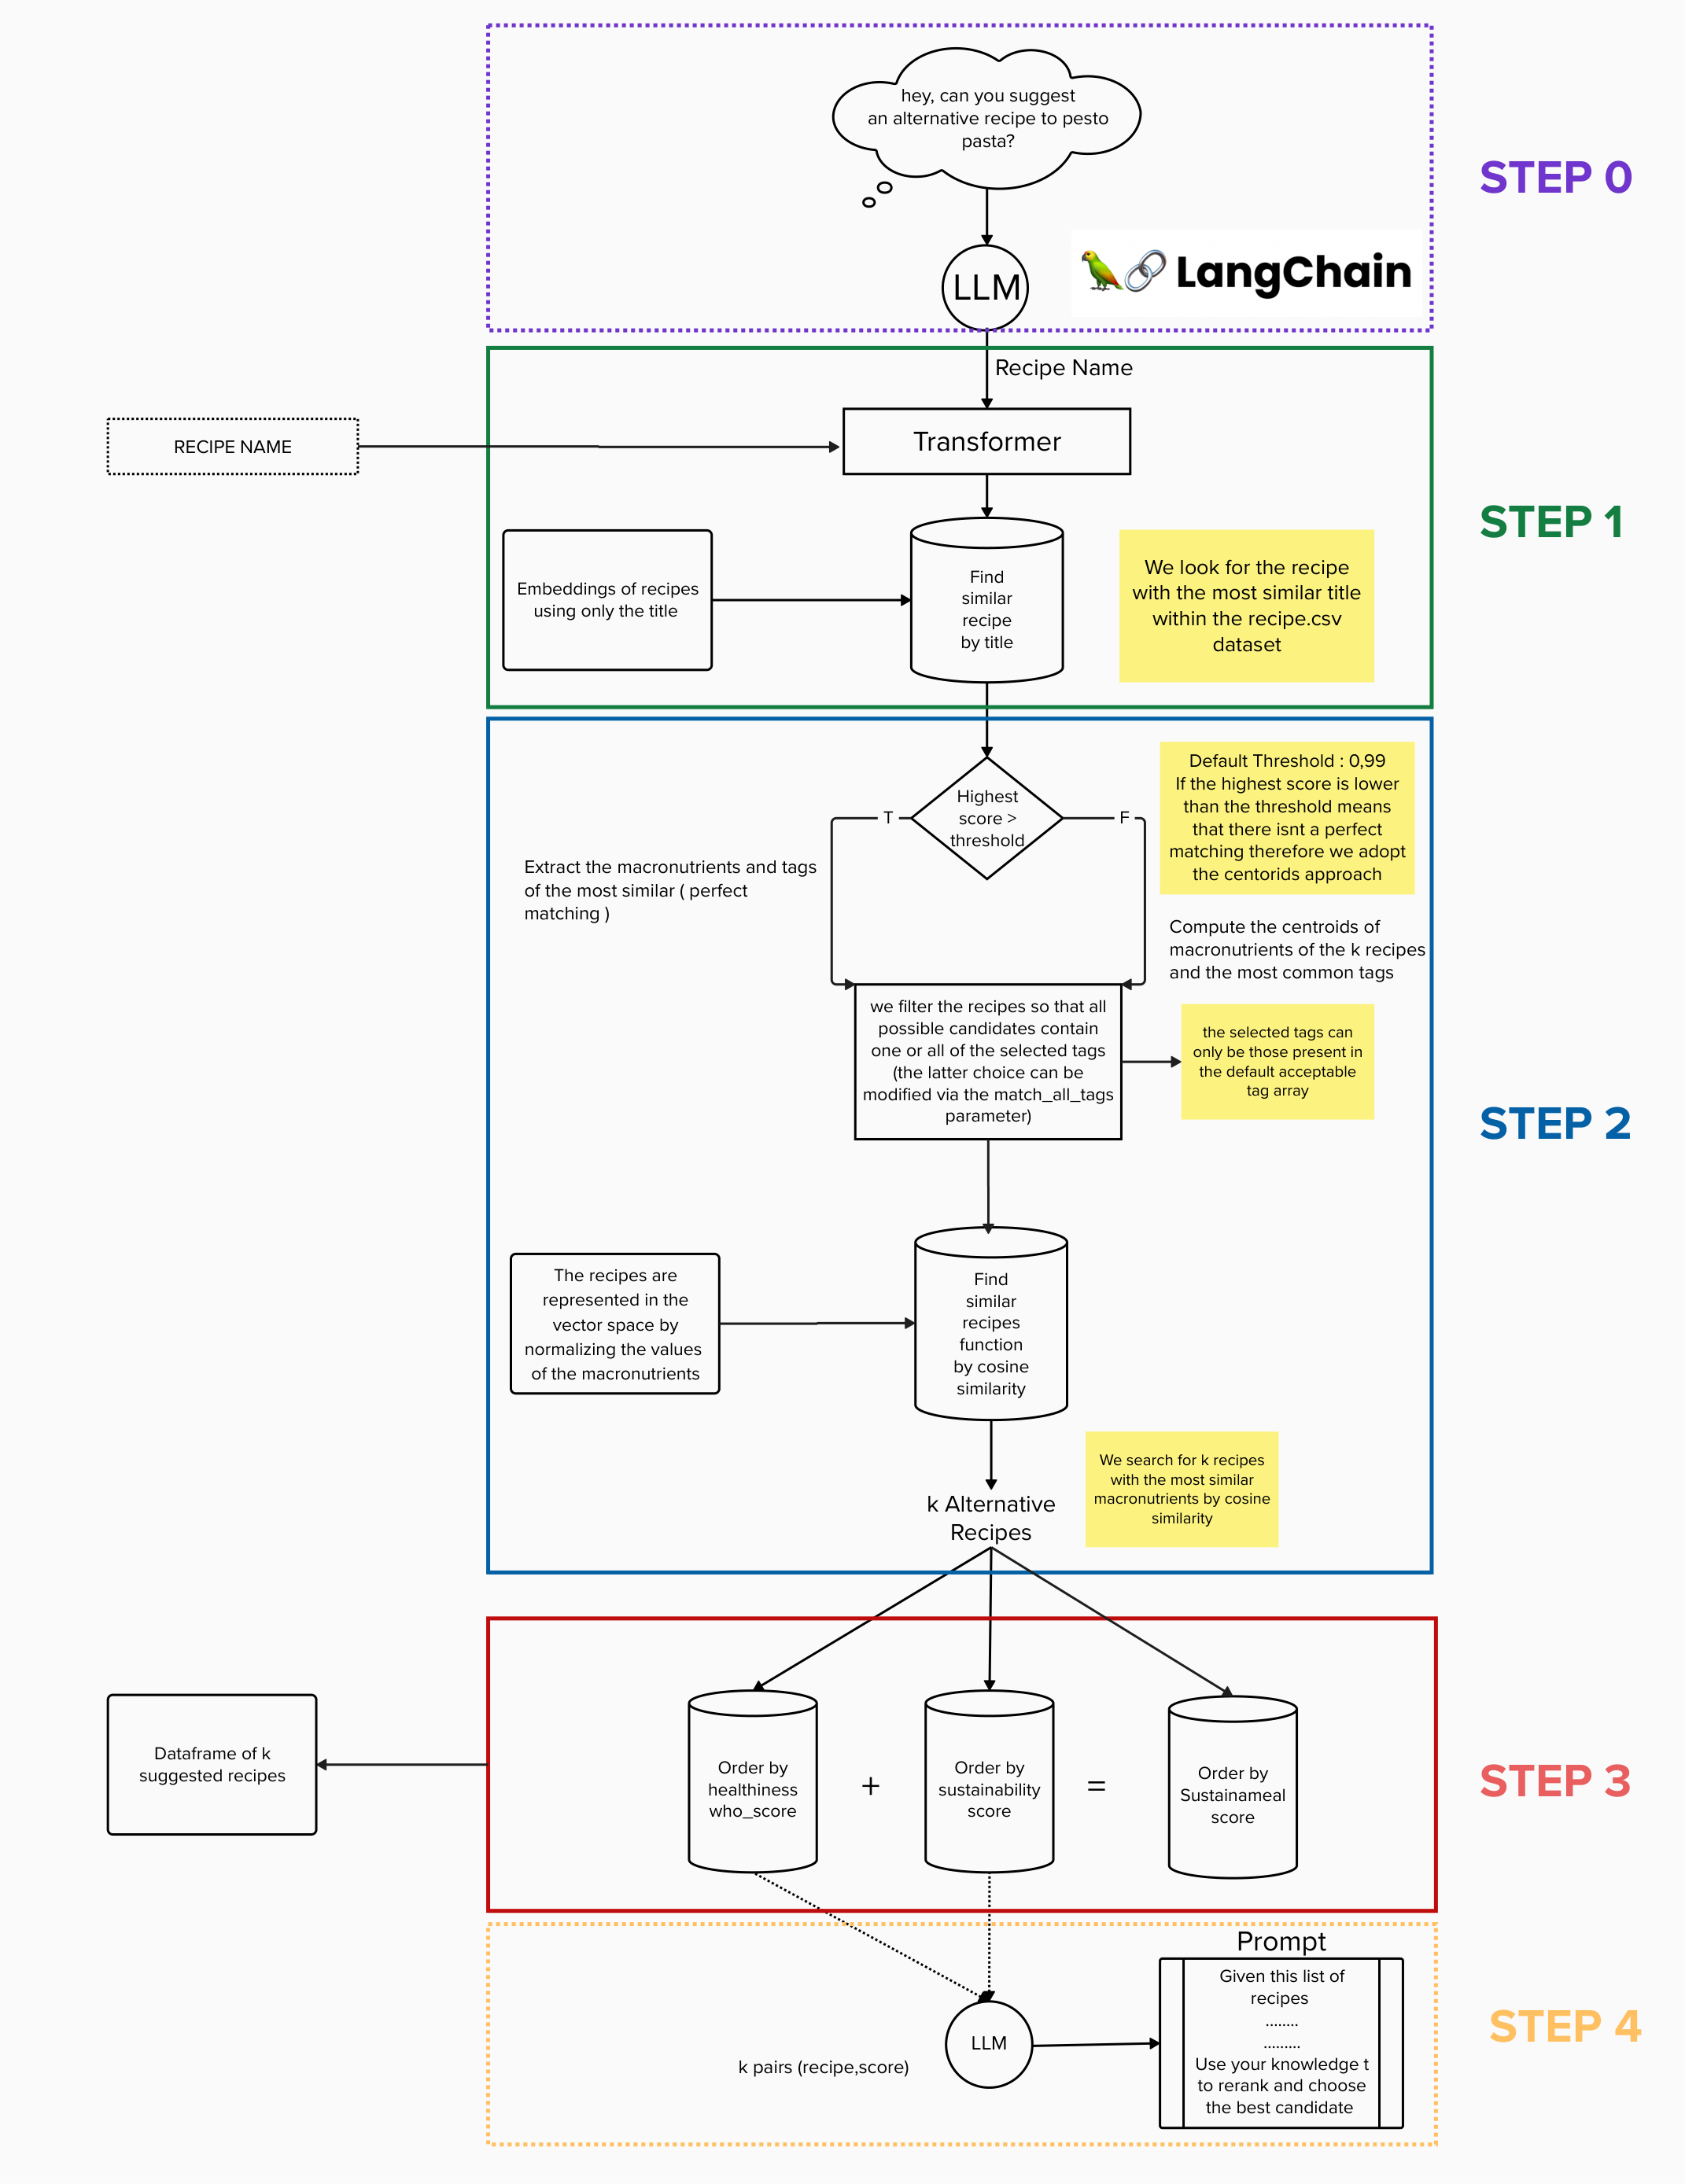 hey, can you suggest
an alternative recipe to pesto
pasta?
STEP 0
LLM
LangChain
Recipe Name
RECIPE NAME
Transformer
STEP 1
Embeddings of recipes
using only the title
Find
similar
recipe
by title
We look for the recipe
with the most similar title
within the recipe.csv
dataset
Highest
score >
threshold
T
F
Default Threshold : 0,99
If the highest score is lower
than the threshold means
that there isnt a perfect
matching therefore we adopt
the centorids approach
Extract the macronutrients and tags
of the most similar ( perfect
matching )
Compute the centroids of
macronutrients of the k recipes
and the most common tags
we filter the recipes so that all
possible candidates contain
one or all of the selected tags
(the latter choice can be
modified via the match_all_tags
parameter)
the selected tags can
only be those present in
the default acceptable
tag array
STEP 2
The recipes are
represented in the
vector space by
normalizing the values
of the macronutrients
Find
similar
recipes
function
by cosine
similarity
We search for k recipes
with the most similar
macronutrients by cosine
similarity
k Alternative
Recipes
Dataframe of k
suggested recipes
Order by
healthiness
who_score
+
Order by
sustainability
score
=
Order by
Sustainameal
score
STEP 3
Prompt
Given this list of
recipes
........
.........
Use your knowledge t
to rerank and choose
the best candidate
LLM
k pairs (recipe,score)
STEP 4